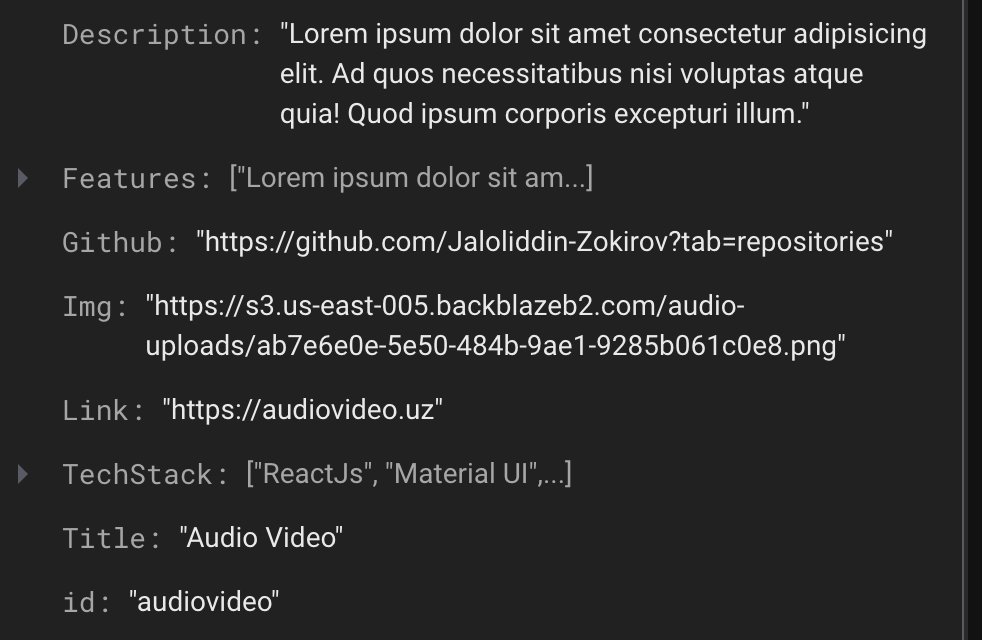 Description: "Lorem ipsum dolor sit amet consectetur adipisicing
elit. Ad quos necessitatibus nisi voluptas atque
quia! Quod ipsum corporis excepturi illum."
Features: ["Lorem ipsum dolor sit am...]
Github: "https://github.com/Jaloliddin-Zokirov?tab=repositories"
Img: "https://s3.us-east-005.backblazeb2.com/audio-
uploads/ab7e6e0e-5e50-484b-9ae1-9285b061c0e8.png"
Link: "https://audiovideo.uz"
TechStack: ["ReactJs", "Material UI",...]
Title: "Audio Video"
id: "audiovideo"